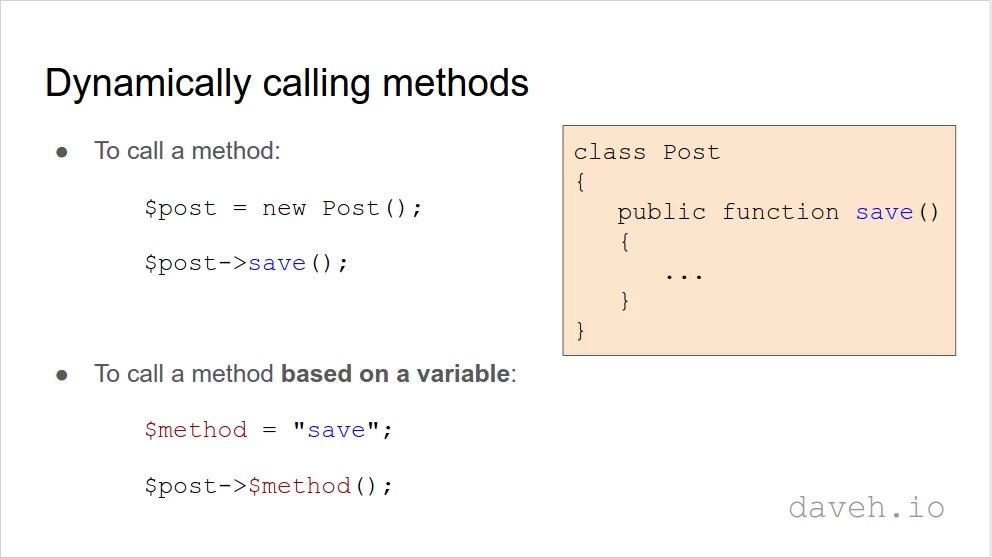 Dynamically calling methods
● To call a method:
$post = new Post();
$post->save();
● To call a method based on a variable:
$method = "save";
$post->$method();
class Post
{
public function save()
{
...
}
}
daveh.io